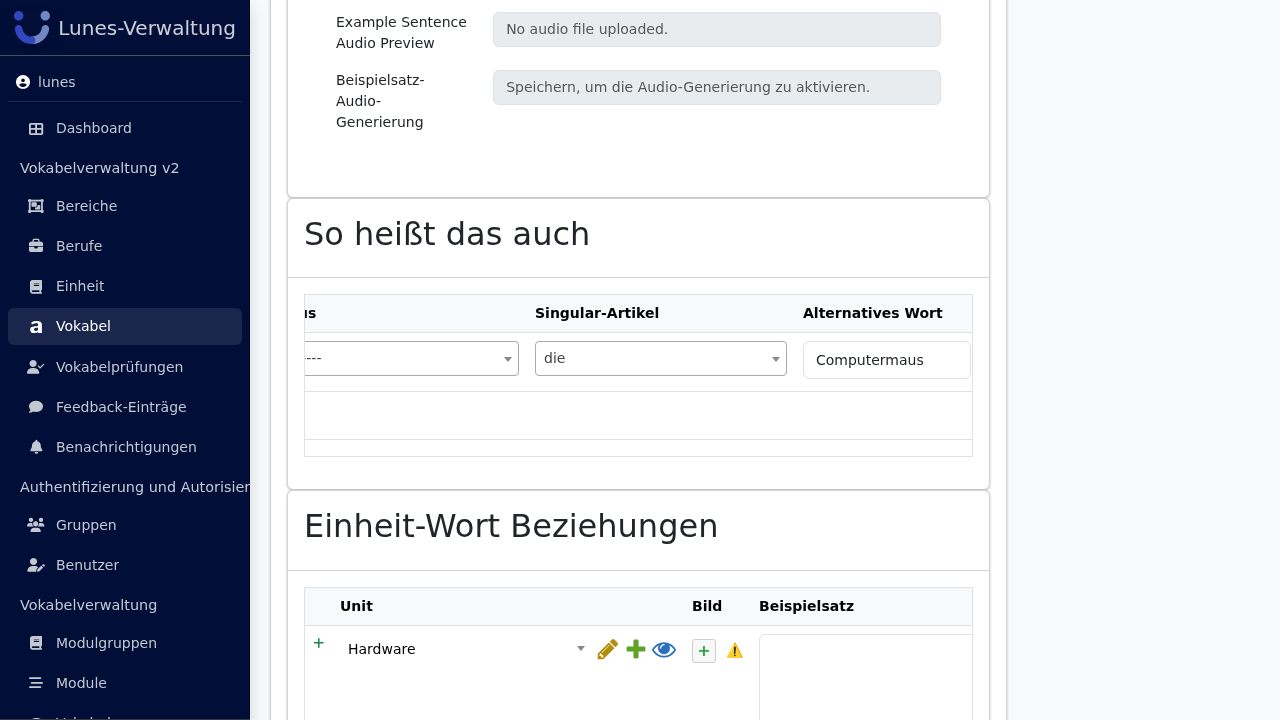 Lunes-Verwaltung
lunes
Dashboard
Vokabelverwaltung v2
Bereiche
Berufe
Einheit
Vokabel
Vokabelprüfungen
Feedback-Einträge
Benachrichtigungen
Authentifizierung und Autorisier
Gruppen
Benutzer
Vokabelverwaltung
Modulgruppen
Module
Example Sentence
Audio Preview
No audio file uploaded.
Beispielsatz-
Audio-
Generierung
Speichern, um die Audio-Generierung zu aktivieren.
So heißt das auch
us Singular-Artikel Alternatives Wort
---- die Computermaus
Einheit-Wort Beziehungen
Unit Bild Beispielsatz
Hardware